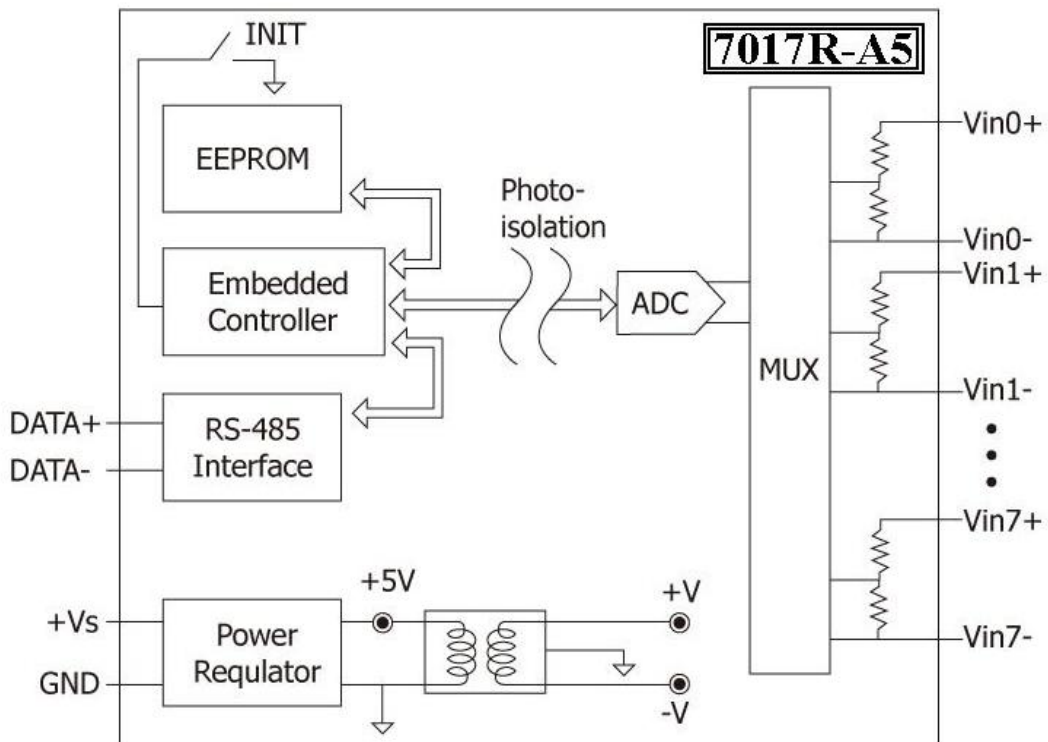 INIT
7017R-A5
EEPROM
Photo-
isolation
Embedded
Controller
ADC
MUX
RS-485
Interface
DATA+
DATA-
Vin0+
Vin0-
Vin1+
Vin1-
Vin7+
Vin7-
+5V
+V
-V
+Vs
GND
Power
Requlator